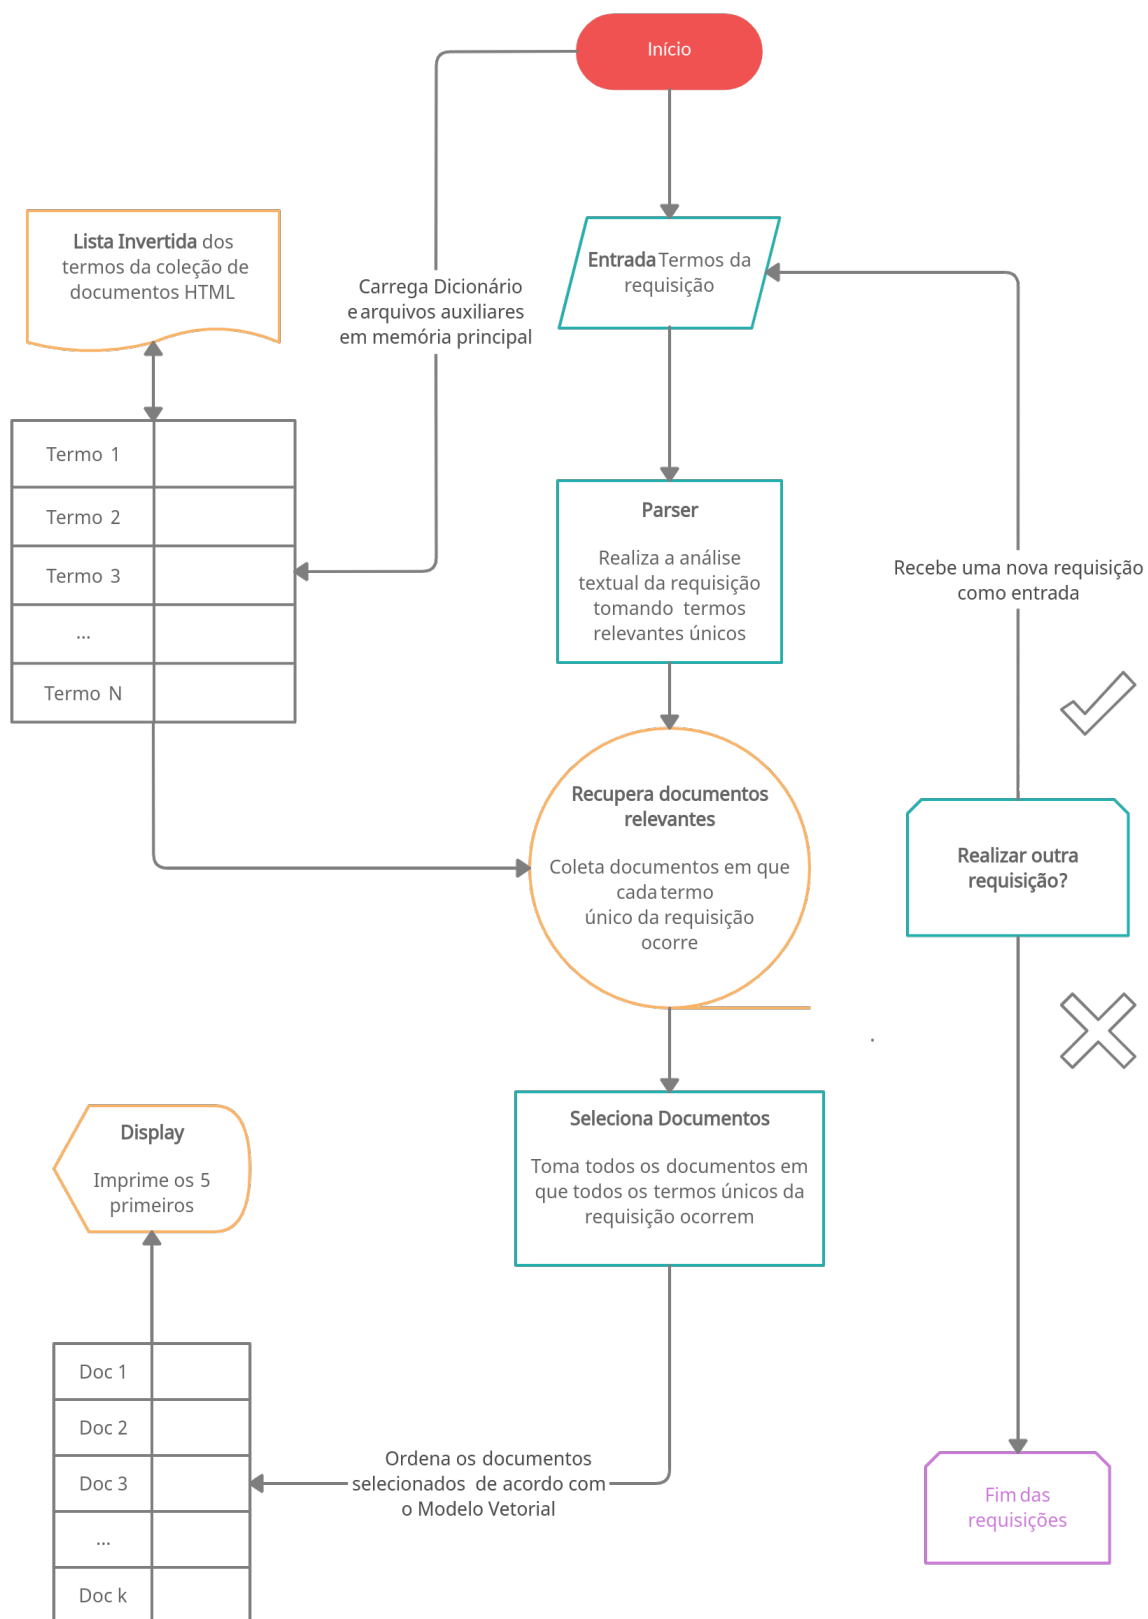 Início
Lista Invertida dos
termos da coleção de
documentos HTML
Carrega Dicionário
e arquivos auxiliares
em memória principal
Entrada Termos da
requisição
Termo 1
Termo 2
Termo 3
...
Termo N
Parser
Realiza a análise
textual da requisição
tomando termos
relevantes únicos
Recebe uma nova requisição
como entrada
Recupera documentos
relevantes
Coleta documentos em que
cada termo
único da requisição
ocorre
Realizar outra
requisição?
.
Seleciona Documentos
Toma todos os documentos em
que todos os termos únicos da
requisição ocorrem
Display
Imprime os 5
primeiros
Doc 1
Doc 2
Doc 3
...
Doc k
Ordena os documentos
selecionados de acordo com
o Modelo Vetorial
Fim das
requisições